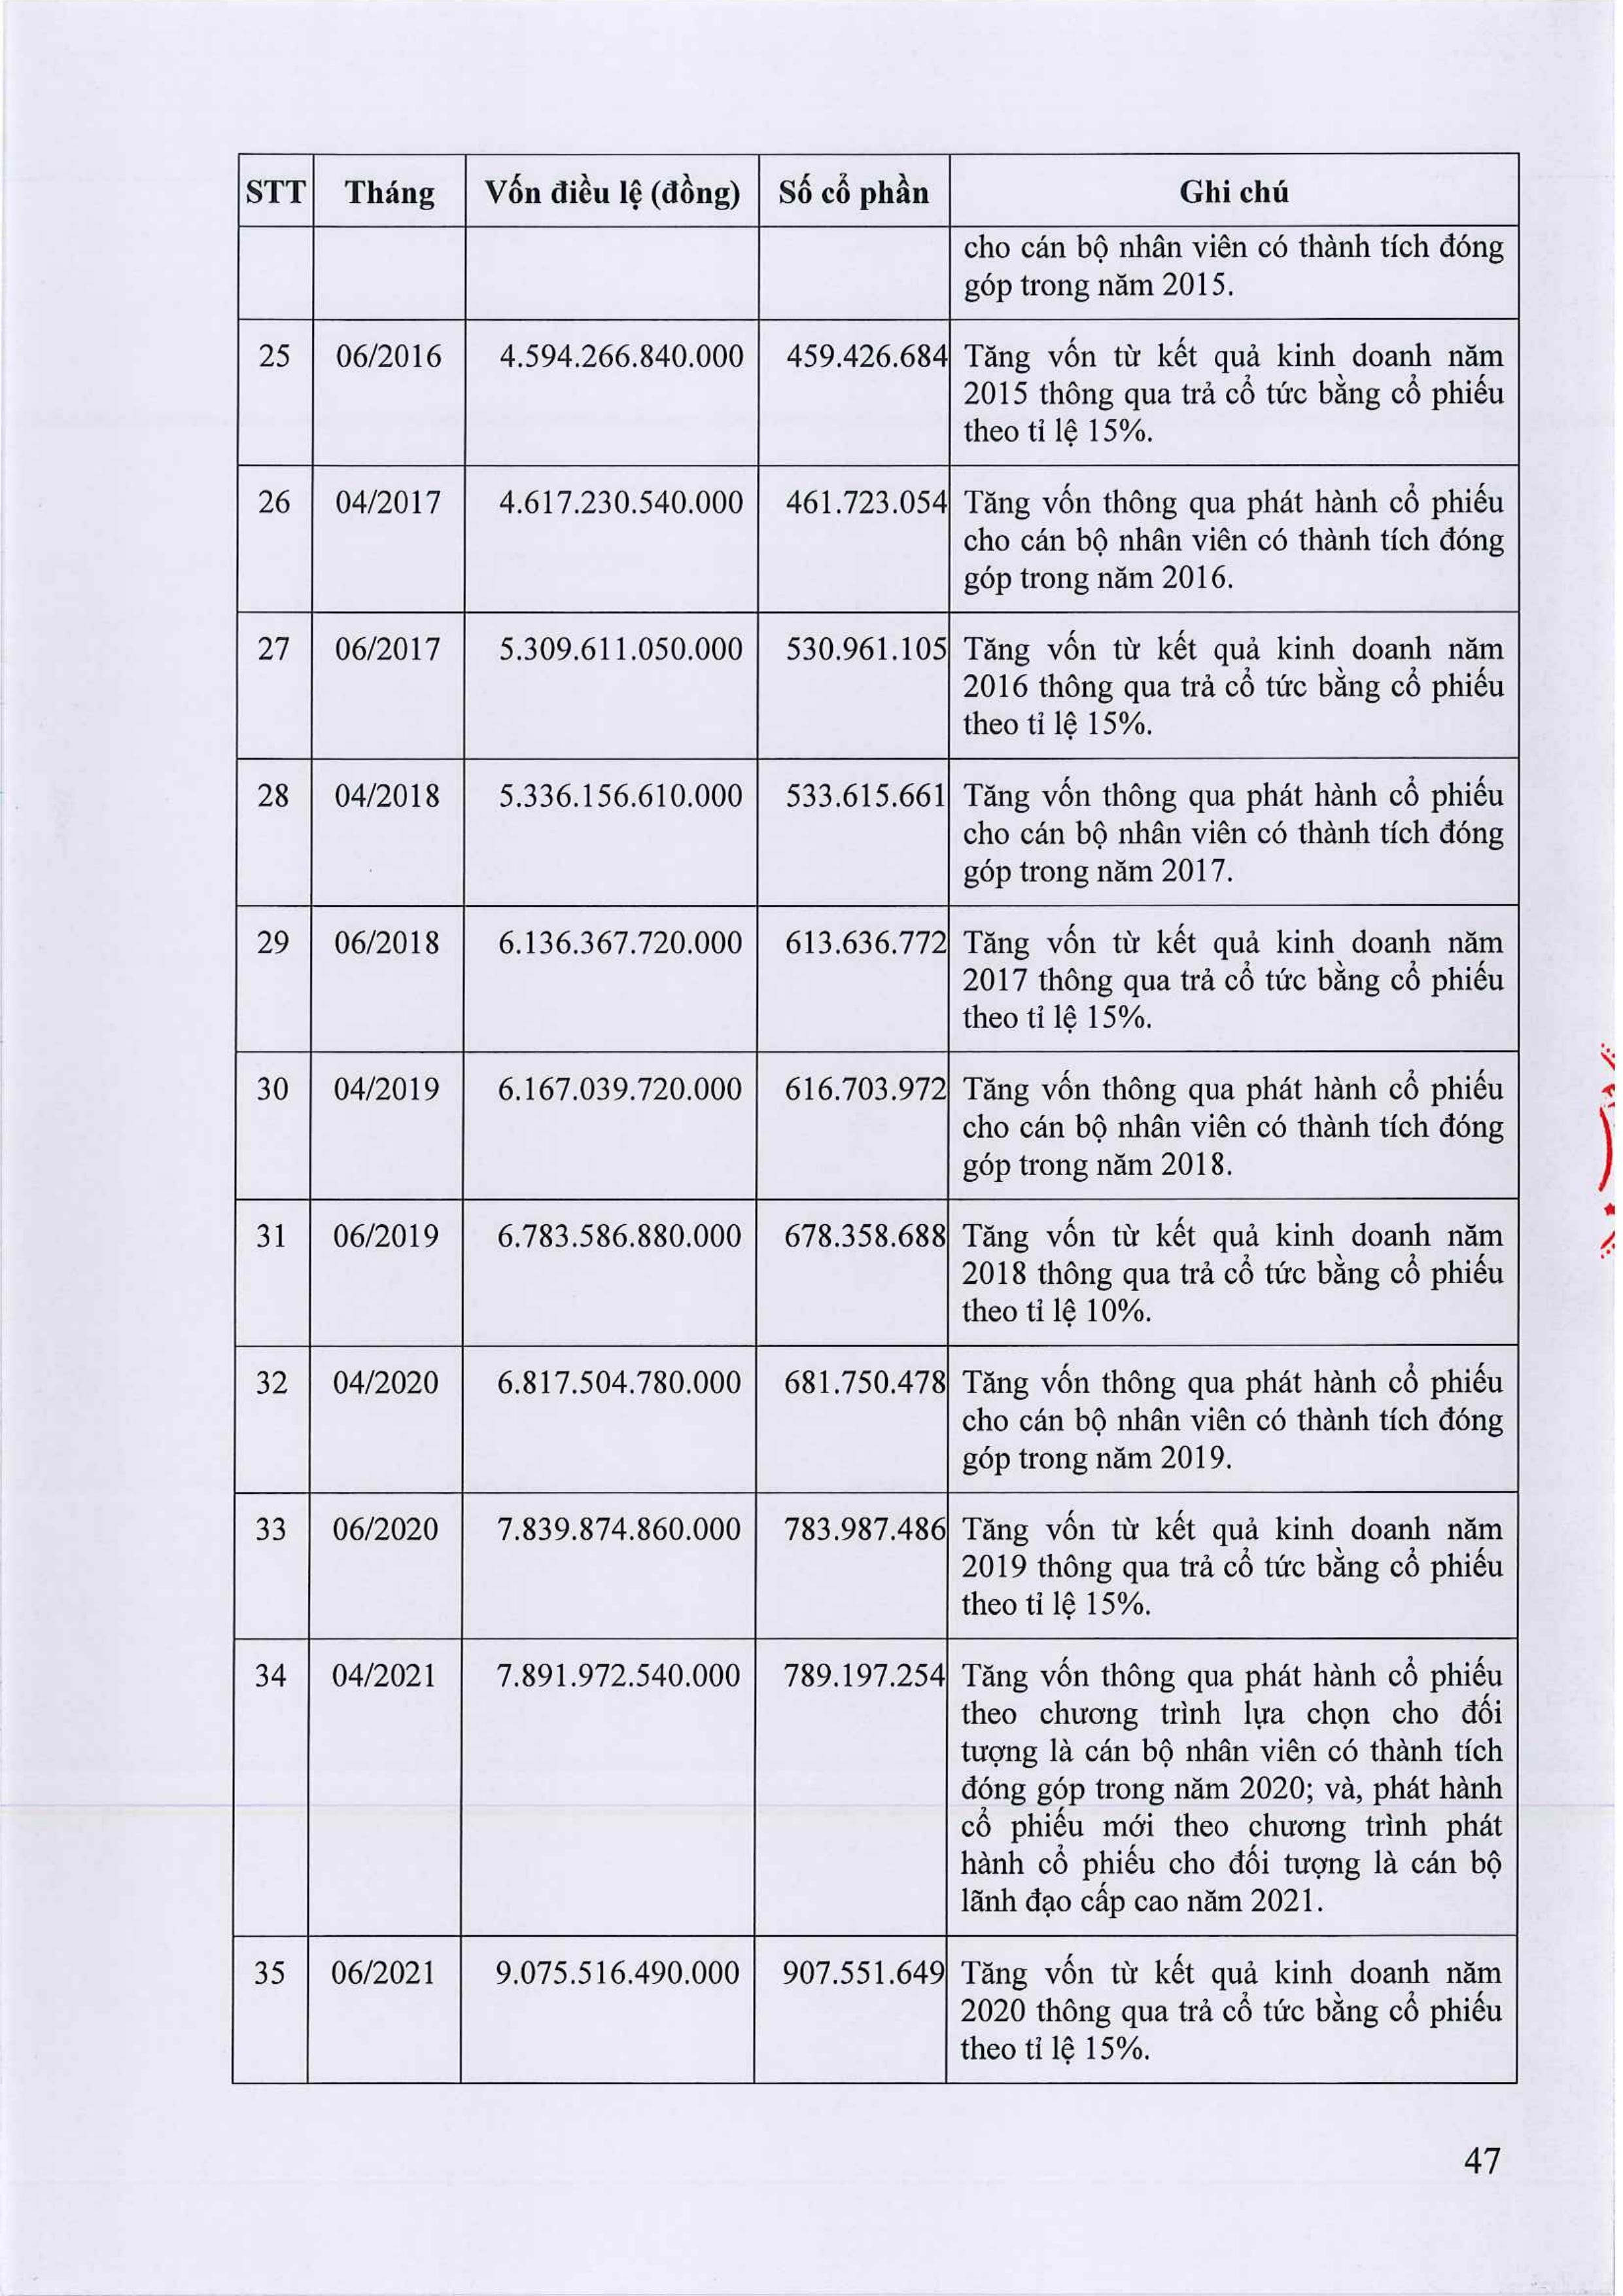 STT Tháng Vốn điều lệ (đồng) Số cổ phần Ghi chú
cho cán bộ nhân viên có thành tích đóng
góp trong năm 2015.
25 06/2016 4.594.266.840.000 459.426.684 Tăng vốn từ kết quả kinh doanh năm
2015 thông qua trả cổ tức bằng cổ phiếu
theo tỉ lệ 15%.
26 04/2017 4.617.230.540.000 461.723.054 Tăng vốn thông qua phát hành cổ phiếu
cho cán bộ nhân viên có thành tích đóng
góp trong năm 2016.
27 06/2017 5.309.611.050.000 530.961.105 Tăng vốn từ kết quả kinh doanh năm
2016 thông qua trả cổ tức bằng cổ phiếu
theo tỉ lệ 15%.
28 04/2018 5.336.156.610.000 533.615.661 Tăng vốn thông qua phát hành cổ phiếu
cho cán bộ nhân viên có thành tích đóng
góp trong năm 2017.
29 06/2018 6.136.367.720.000 613.636.772 Tăng vốn từ kết quả kinh doanh năm
2017 thông qua trả cổ tức bằng cổ phiếu
theo tỉ lệ 15%.
30 04/2019 6.167.039.720.000 616.703.972 Tăng vốn thông qua phát hành cổ phiếu
cho cán bộ nhân viên có thành tích đóng
góp trong năm 2018.
31 06/2019 6.783.586.880.000 678.358.688 Tăng vốn từ kết quả kinh doanh năm
2018 thông qua trả cổ tức bằng cổ phiếu
theo tỉ lệ 10%.
32 04/2020 6.817.504.780.000 681.750.478 Tăng vốn thông qua phát hành cổ phiếu
cho cán bộ nhân viên có thành tích đóng
góp trong năm 2019.
33 06/2020 7.839.874.860.000 783.987.486 Tăng vốn từ kết quả kinh doanh năm
2019 thông qua trả cổ tức bằng cổ phiếu
theo tỉ lệ 15%.
34 04/2021 7.891.972.540.000 789.197.254 Tăng vốn thông qua phát hành cổ phiếu
theo chương trình lựa chọn cho đối
tượng là cán bộ nhân viên có thành tích
đóng góp trong năm 2020; và, phát hành
cổ phiếu mới theo chương trình phát
hành cổ phiếu cho đối tượng là cán bộ
lãnh đạo cấp cao năm 2021.
35 06/2021 9.075.516.490.000 907.551.649 Tăng vốn từ kết quả kinh doanh năm
2020 thông qua trả cổ tức bằng cổ phiếu
theo tỉ lệ 15%.
47